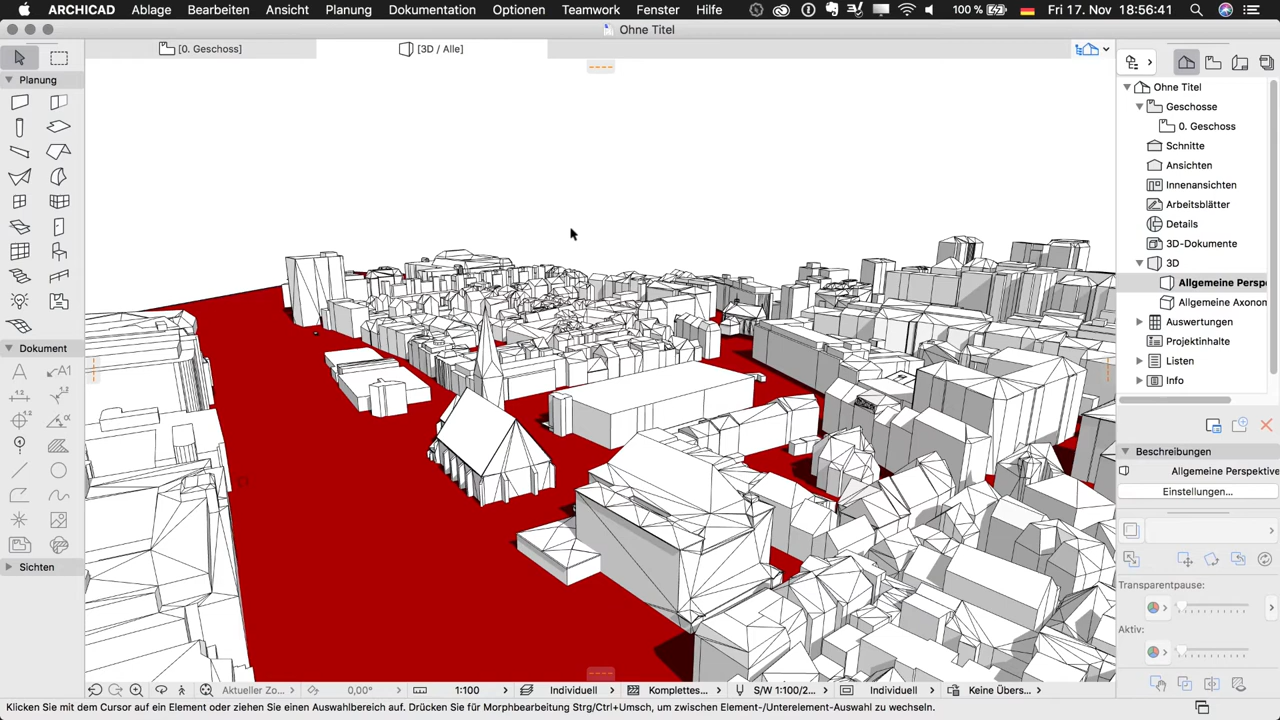 ARCHICAD Ablage Bearbeiten Ansicht Planung Dokumentation Optionen Teamwork Fenster Hilfe 100 % Fri 17. Nov 18:56:41
Ohne Titel
[0. Geschoss]
[3D / Alle]
Planung
Dokument
A
A1
1.2
Sichten
Ohne Titel
Geschosse
0. Geschoss
Schnitte
Ansichten
Innenansichten
Arbeitsblätter
Details
3D-Dokumente
3D
Allgemeine Persp
Allgemeine Axonon
Auswertungen
Projektinhalte
Listen
Info
Beschreibungen
Allgemeine Perspektive
Einstellungen...
Transparentpause:
Aktiv:
Aktueller Zo...
0,00°
1:100
Individuell
Komplettes...
S/W 1:100/2...
Individuell
Keine Übers...
Klicken Sie mit dem Cursor auf ein Element oder ziehen Sie einen Auswahlbereich auf. Drücken Sie für Morphbearbeitung Strg/Ctrl+Umsch, um zwischen Element-/Unterelement-Auswahl zu wechseln.